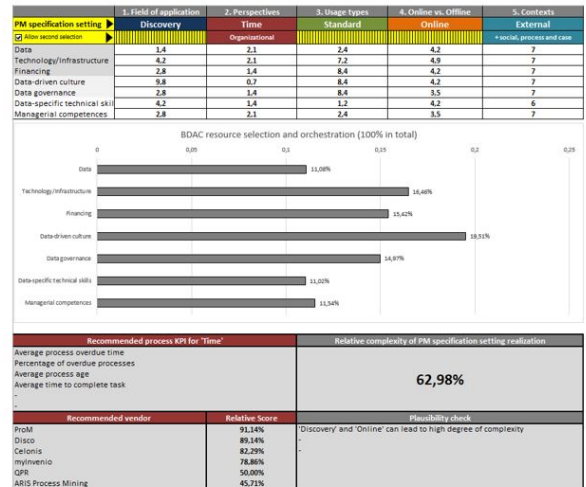 1. Field of application 2. Perspectives 3. Usage types 4. Online vs. Offline 5. Contexts
PM specification setting Discovery Time Standard Online External
Allow second selection Organizational + social, process and case
Data 1,4 2,1 2,4 4,2 7
Technology/Infrastructure 4,2 2,1 7,2 4,9 7
Financing 2,8 1,4 8,4 4,2 7
Data-driven culture 9,8 0,7 8,4 4,2 7
Data governance 2,8 1,4 8,4 3,5 7
Data-specific technical skil 4,2 1,4 1,2 4,2 6
Managerial competences 2,8 2,1 2,4 3,5 7
BDAC resource selection and orchestration (100% in total)
0 0,05 0,1 0,15 0,2 0,25
Data 11,08%
Technology/Infrastructure 16,46%
Financing 15,42%
Data-driven culture 19,51%
Data governance 14,97%
Data-specific technical skills 11,02%
Managerial competences 11,54%
Recommended process KPI for 'Time' Relative complexity of PM specification setting realization
Average process overdue time
Percentage of overdue processes
Average process age
Average time to complete task
62,98%
-
-
Recommended vendor Relative Score Plausibility check
ProM 91,14% 'Discovery' and 'Online' can lead to high degree of complexity
Disco 89,14% -
Celonis 82,29% -
myInvenio 78,86%
QPR 50,00%
ARIS Process Mining 45,71%